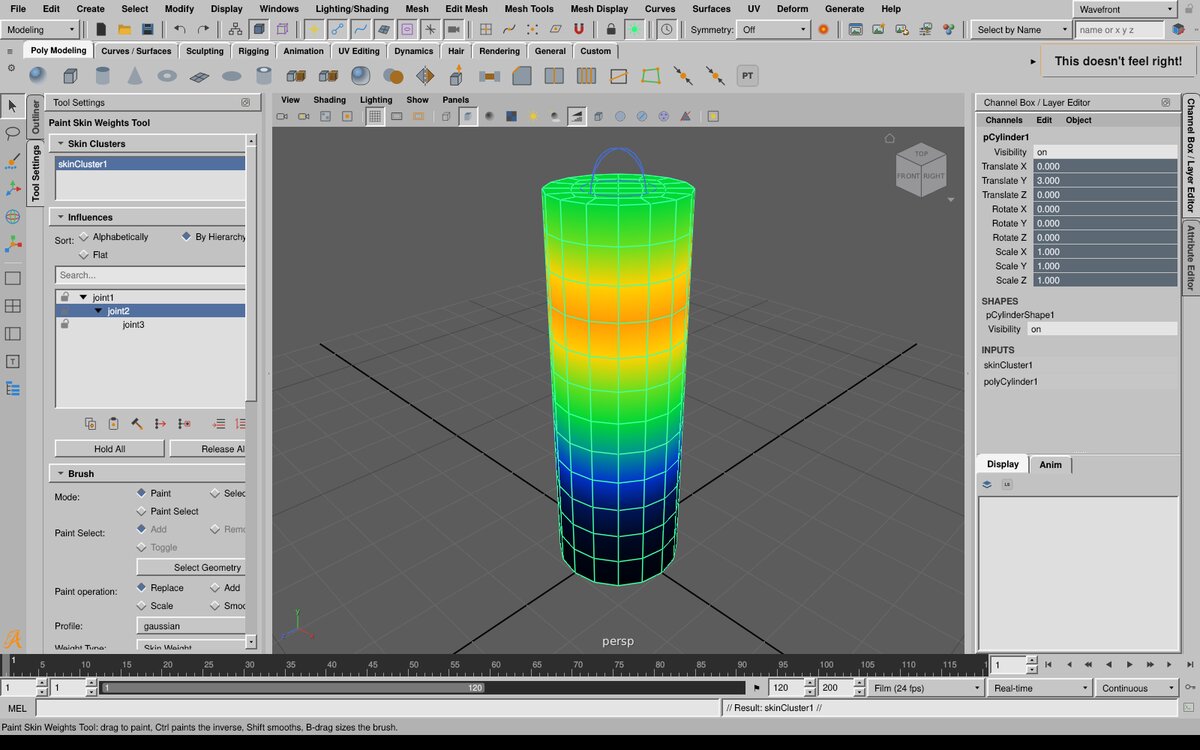 File Edit Create Select Modify Display Windows Lighting/Shading Mesh Edit Mesh Mesh Tools Mesh Display Curves Surfaces UV Deform Generate Help Wavefront
Modeling Symmetry: Off Select by Name name or x y z
Poly Modeling Curves / Surfaces Sculpting Rigging Animation UV Editing Dynamics Hair Rendering General Custom
PT
This doesn't feel right!
Tool Settings
Outliner
Tool Settings
Paint Skin Weights Tool
Skin Clusters
skinCluster1
Influences
Sort: Alphabetically By Hierarchy
Flat
Search...
joint1
joint2
joint3
Hold All Release Al
Brush
Mode: Paint Selec
Paint Select
Paint Select: Add Remo
Toggle
Select Geometry
Paint operation: Replace Add
Scale Smoo
Profile: gaussian
Weight Type: Skin Weight
View Shading Lighting Show Panels
TOP
FRONT RIGHT
y
persp
Channel Box / Layer Editor
Channels Edit Object
pCylinder1
Visibility on
Translate X 0.000
Translate Y 3.000
Translate Z 0.000
Rotate X 0.000
Rotate Y 0.000
Rotate Z 0.000
Scale X 1.000
Scale Y 1.000
Scale Z 1.000
SHAPES
pCylinderShape1
Visibility on
INPUTS
skinCluster1
polyCylinder1
Display Anim
Channel Box / Layer Editor
Attribute Editor
1 5 10 15 20 25 30 35 40 45 50 55 60 65 70 75 80 85 90 95 100 105 110 115 1
1 1 1 120 120 200 Film (24 fps) Real-time Continuous
MEL // Result: skinCluster1 //
Paint Skin Weights Tool: drag to paint, Ctrl paints the inverse, Shift smooths, B-drag sizes the brush.